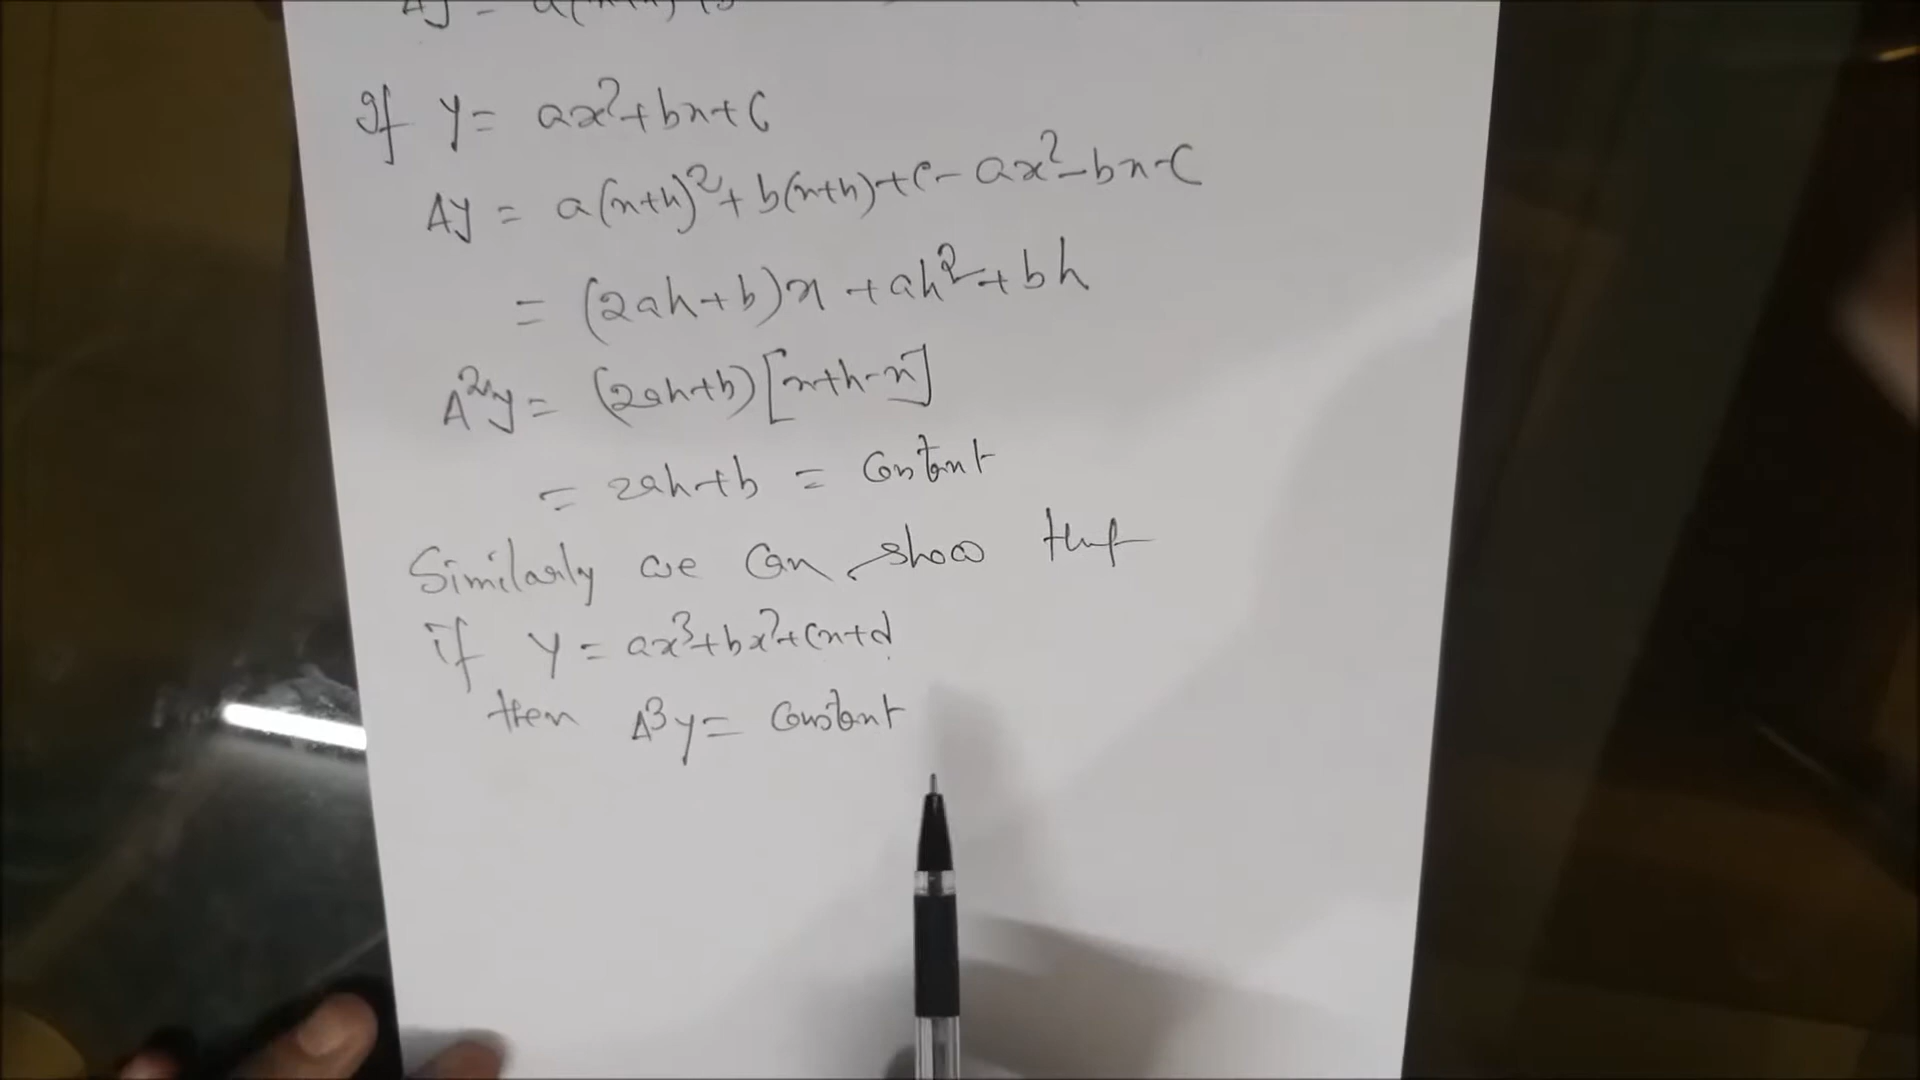 If y = ax²+bx+c
Δy = a(x+h)²+b(x+h)+c-ax²-bx-c
= (2ah+b)x+ah²+bh
Δ²y = (2ah+b)[x+h-x]
= 2ah+b = Constant
Similarly we can show that
if y = ax³+bx²+cx+d
then Δ³y = Constant